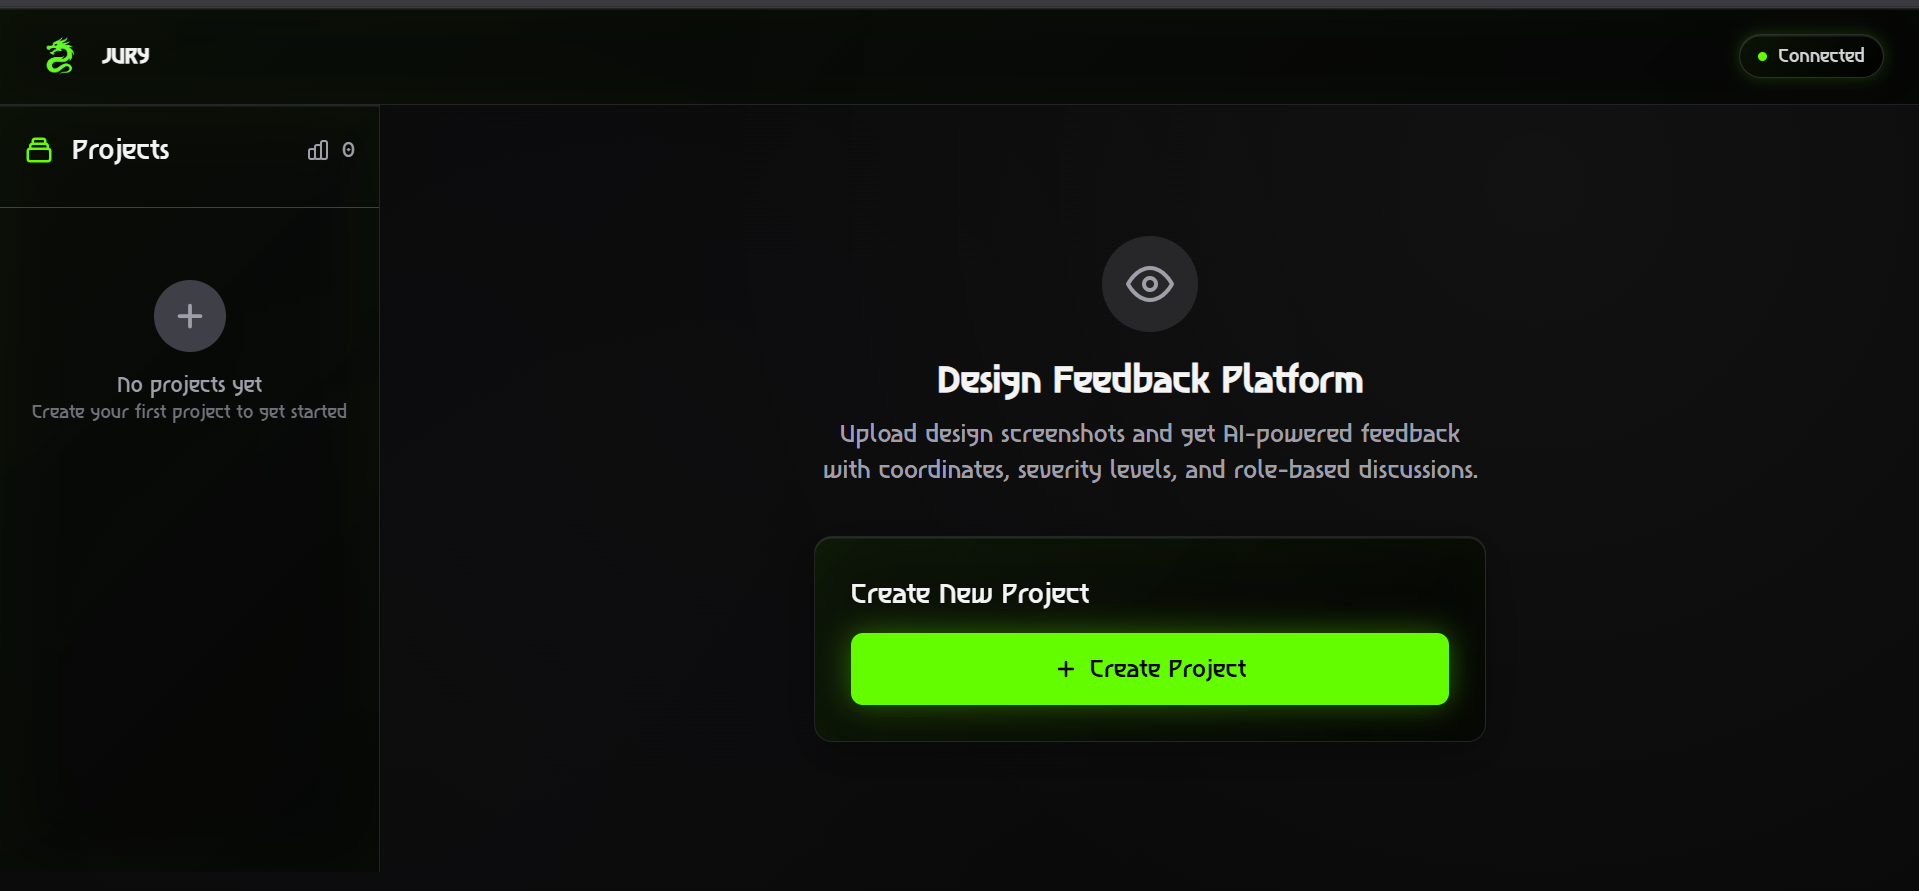 JURY
Connected
Projects
0
No projects yet
Create your first project to get started
Design Feedback Platform
Upload design screenshots and get AI-powered feedback
with coordinates, severity levels, and role-based discussions.
Create New Project
+ Create Project